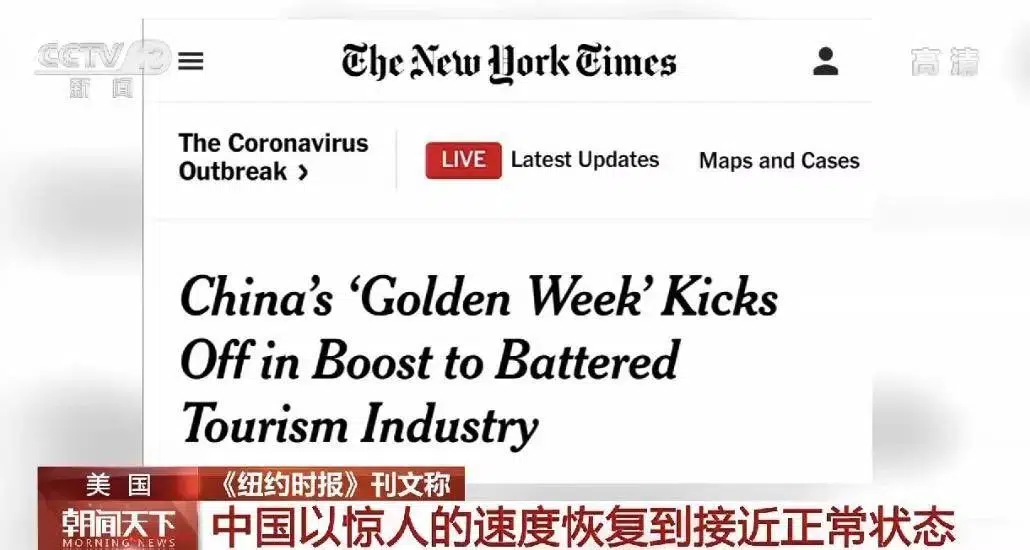 CCTV 13
新闻
The New York Times
高清
The Coronavirus
Outbreak ›
LIVE Latest Updates Maps and Cases
China's ‘Golden Week’ Kicks
Off in Boost to Battered
Tourism Industry
美国 《纽约时报》刊文称
朝闻天下
MORNING NEWS
中国以惊人的速度恢复到接近正常状态